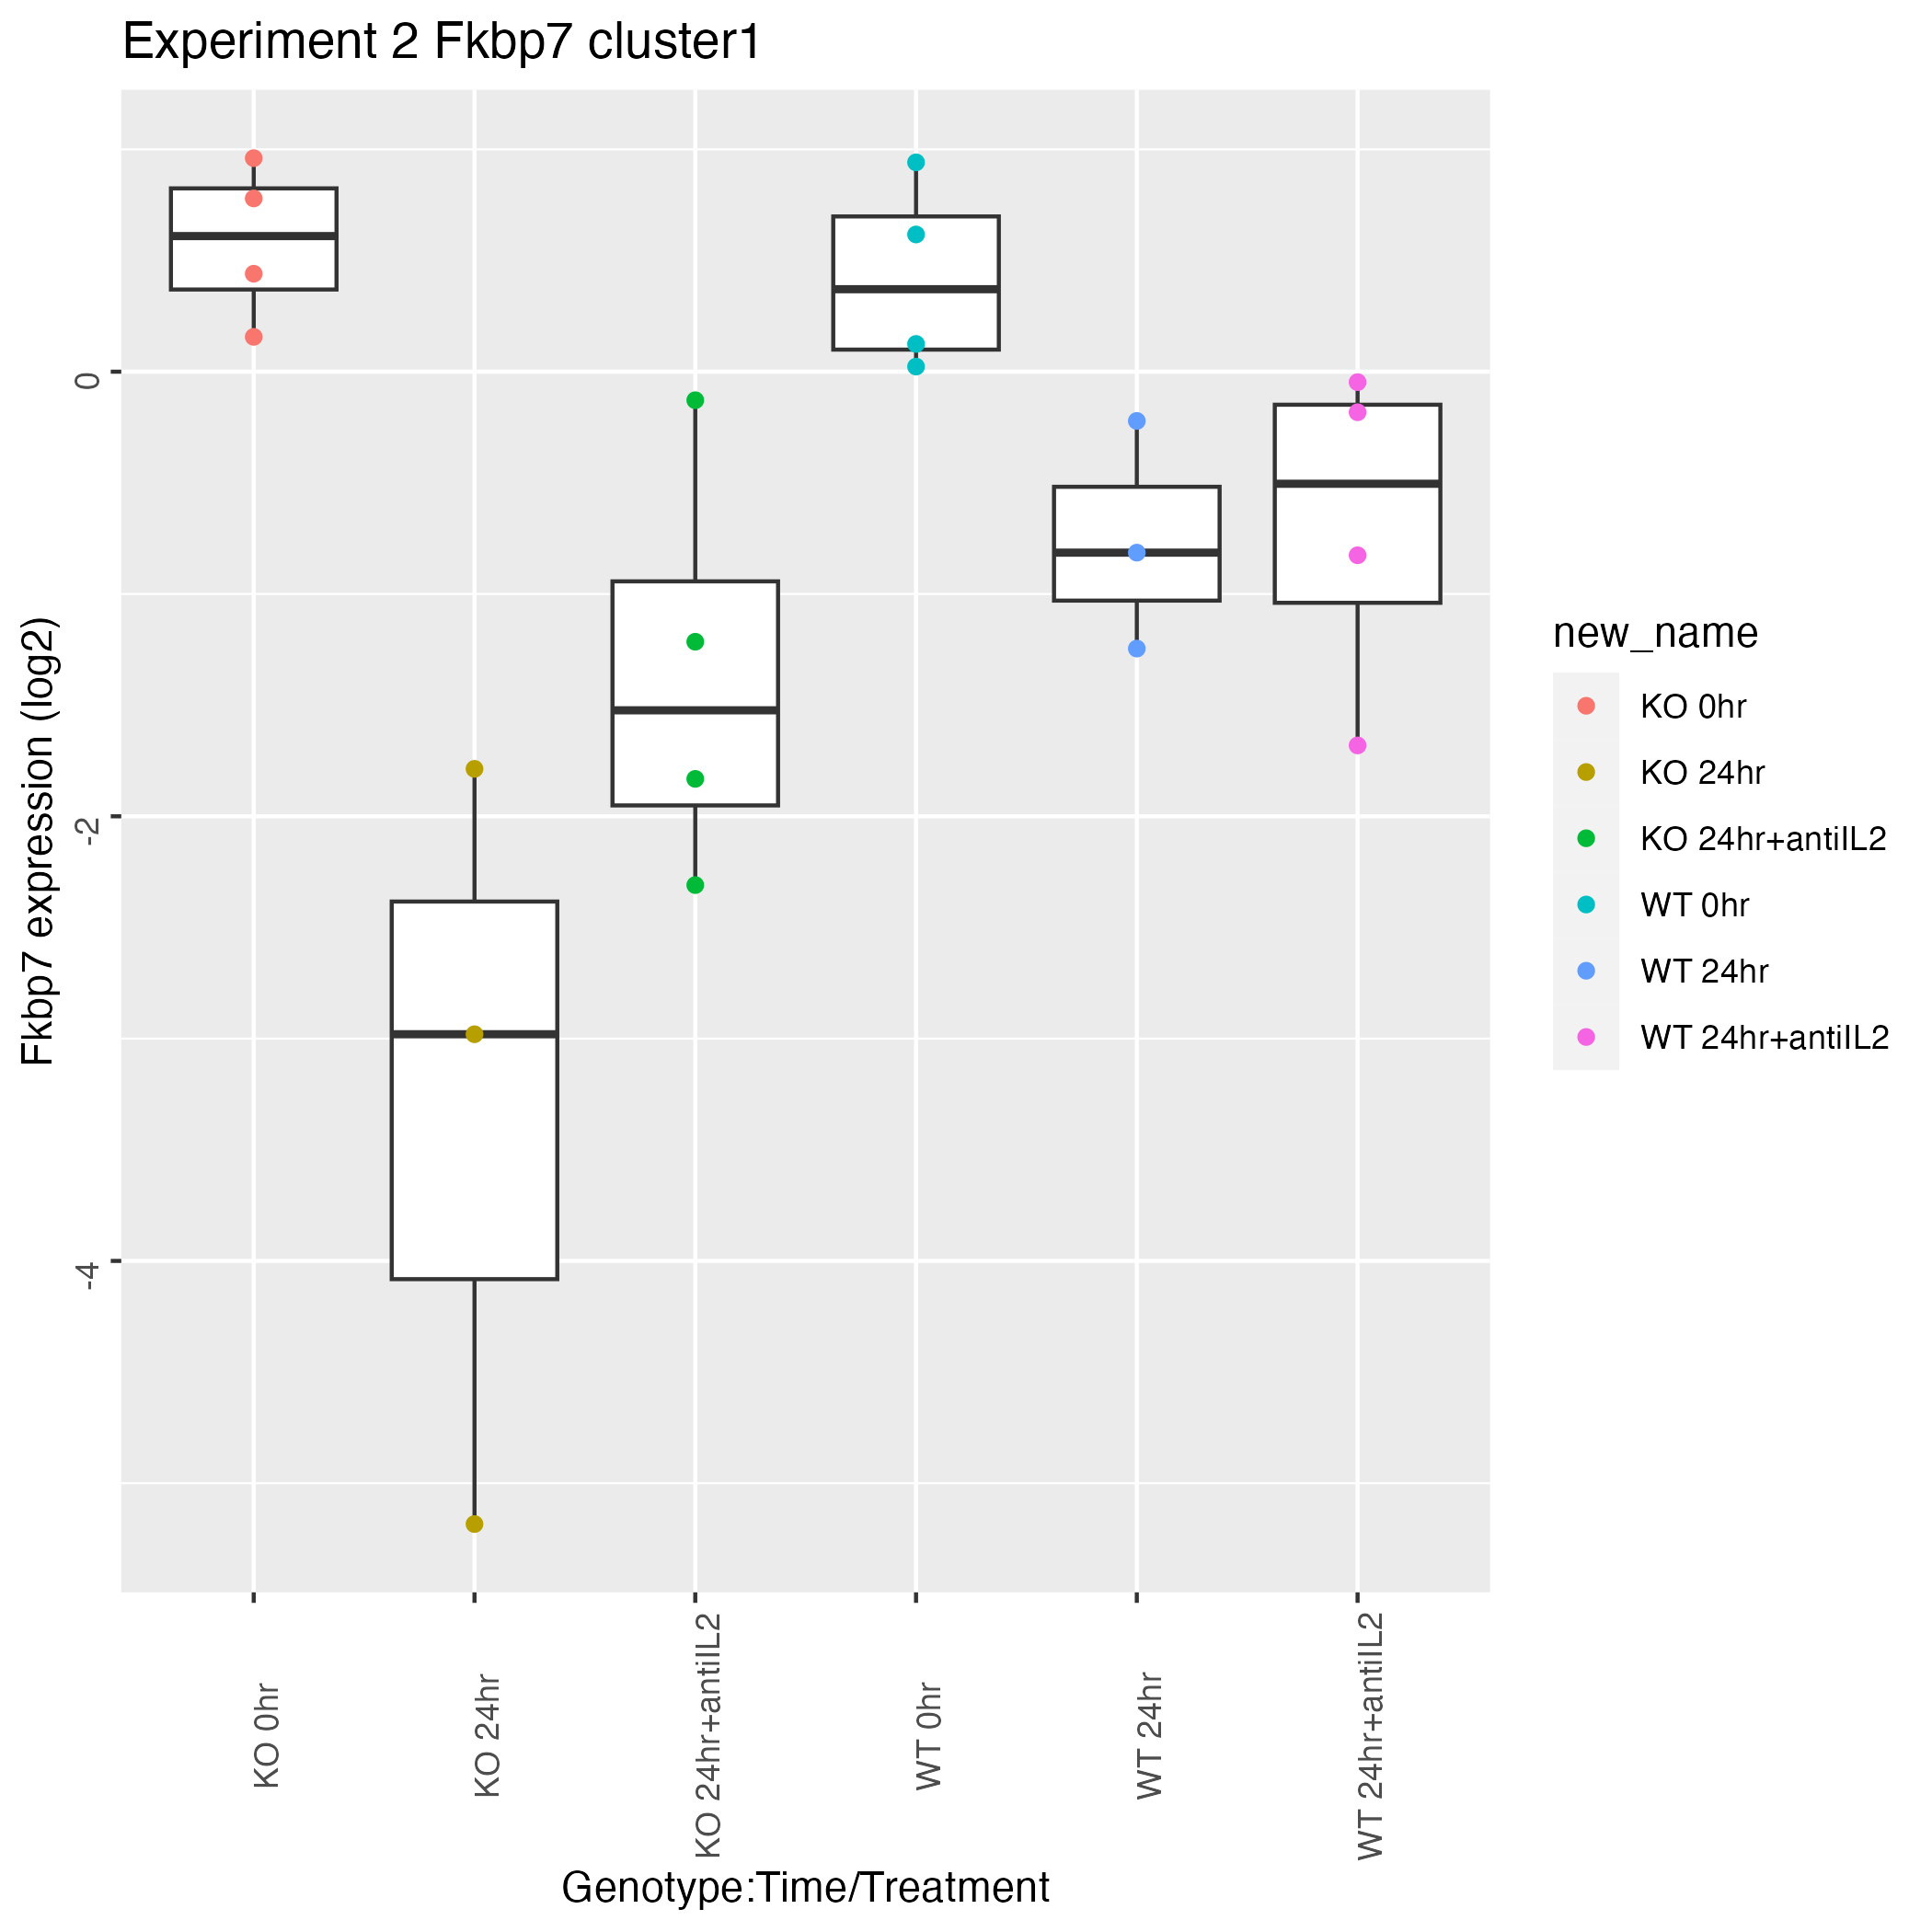 Experiment 2 Fkbp7 cluster1
Fkbp7 expression (log2)
0
-2
-4
KO 0hr
KO 24hr
KO 24hr+antiIL2
WT 0hr
WT 24hr
WT 24hr+antiIL2
Genotype:Time/Treatment
new_name
KO 0hr
KO 24hr
KO 24hr+antiIL2
WT 0hr
WT 24hr
WT 24hr+antiIL2